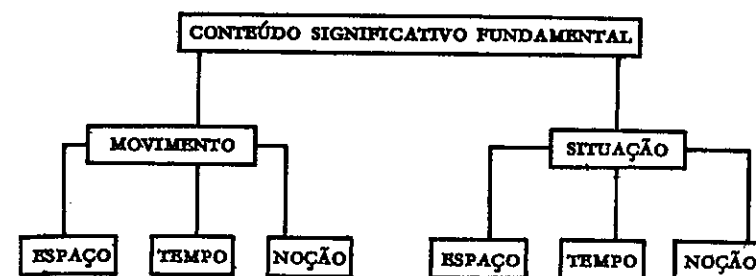 CONTEÚDO SIGNIFICATIVO FUNDAMENTAL
MOVIMENTO
SITUAÇÃO
ESPAÇO
TEMPO
NOÇÃO
ESPAÇO
TEMPO
NOÇÃO